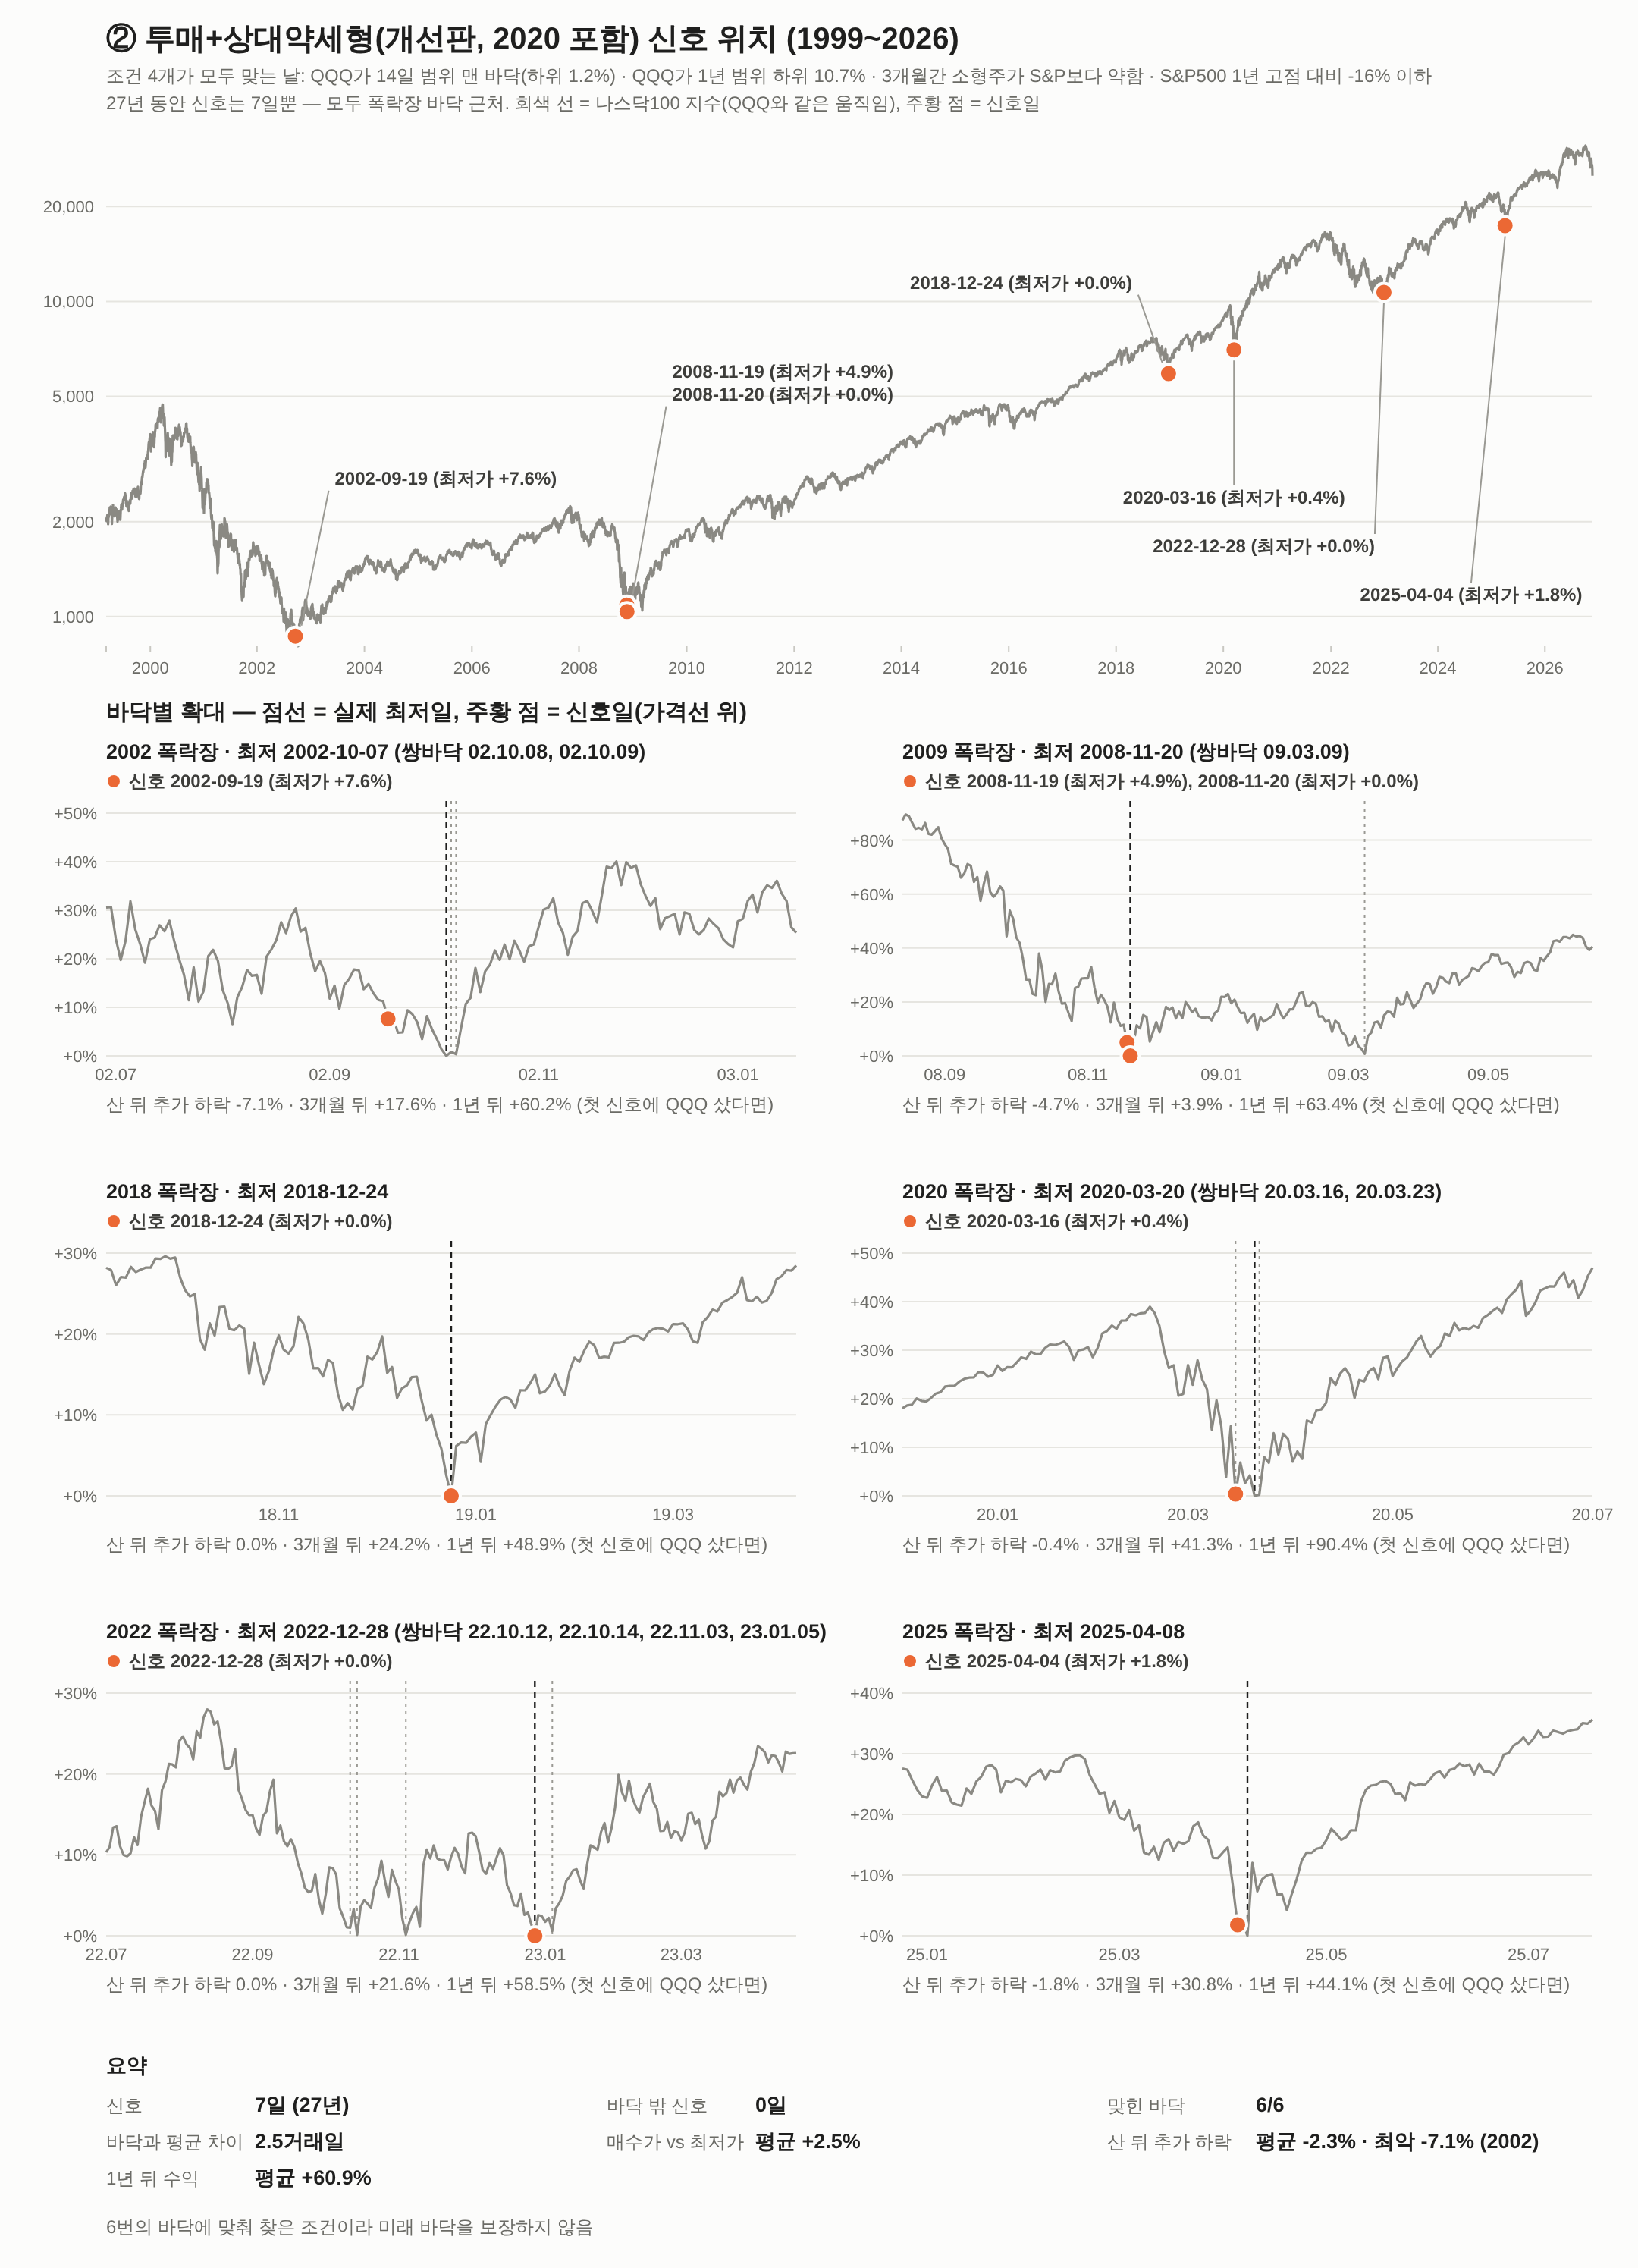 ② 투매+상대약세형(개선판, 2020 포함) 신호 위치 (1999~2026)
조건 4개가 모두 맞는 날: QQQ가 14일 범위 맨 바닥(하위 1.2%) · QQQ가 1년 범위 하위 10.7% · 3개월간 소형주가 S&P보다 약함 · S&P500 1년 고점 대비 -16% 이하
27년 동안 신호는 7일뿐 — 모두 폭락장 바닥 근처. 회색 선 = 나스닥100 지수(QQQ와 같은 움직임), 주황 점 = 신호일
20,000
10,000
5,000
2,000
1,000
2018-12-24 (최저가 +0.0%)
2008-11-19 (최저가 +4.9%)
2008-11-20 (최저가 +0.0%)
2002-09-19 (최저가 +7.6%)
2020-03-16 (최저가 +0.4%)
2022-12-28 (최저가 +0.0%)
2025-04-04 (최저가 +1.8%)
2000 2002 2004 2006 2008 2010 2012 2014 2016 2018 2020 2022 2024 2026
바닥별 확대 — 점선 = 실제 최저일, 주황 점 = 신호일(가격선 위)
2002 폭락장 · 최저 2002-10-07 (쌍바닥 02.10.08, 02.10.09)
신호 2002-09-19 (최저가 +7.6%)
+50%
+40%
+30%
+20%
+10%
+0%
02.07 02.09 02.11 03.01
산 뒤 추가 하락 -7.1% · 3개월 뒤 +17.6% · 1년 뒤 +60.2% (첫 신호에 QQQ 샀다면)
2009 폭락장 · 최저 2008-11-20 (쌍바닥 09.03.09)
신호 2008-11-19 (최저가 +4.9%), 2008-11-20 (최저가 +0.0%)
+80%
+60%
+40%
+20%
+0%
08.09 08.11 09.01 09.03 09.05
산 뒤 추가 하락 -4.7% · 3개월 뒤 +3.9% · 1년 뒤 +63.4% (첫 신호에 QQQ 샀다면)
2018 폭락장 · 최저 2018-12-24
신호 2018-12-24 (최저가 +0.0%)
+30%
+20%
+10%
+0%
18.11 19.01 19.03
산 뒤 추가 하락 0.0% · 3개월 뒤 +24.2% · 1년 뒤 +48.9% (첫 신호에 QQQ 샀다면)
2020 폭락장 · 최저 2020-03-20 (쌍바닥 20.03.16, 20.03.23)
신호 2020-03-16 (최저가 +0.4%)
+50%
+40%
+30%
+20%
+10%
+0%
20.01 20.03 20.05 20.07
산 뒤 추가 하락 -0.4% · 3개월 뒤 +41.3% · 1년 뒤 +90.4% (첫 신호에 QQQ 샀다면)
2022 폭락장 · 최저 2022-12-28 (쌍바닥 22.10.12, 22.10.14, 22.11.03, 23.01.05)
신호 2022-12-28 (최저가 +0.0%)
+30%
+20%
+10%
+0%
22.07 22.09 22.11 23.01 23.03
산 뒤 추가 하락 0.0% · 3개월 뒤 +21.6% · 1년 뒤 +58.5% (첫 신호에 QQQ 샀다면)
2025 폭락장 · 최저 2025-04-08
신호 2025-04-04 (최저가 +1.8%)
+40%
+30%
+20%
+10%
+0%
25.01 25.03 25.05 25.07
산 뒤 추가 하락 -1.8% · 3개월 뒤 +30.8% · 1년 뒤 +44.1% (첫 신호에 QQQ 샀다면)
요약
신호 7일 (27년) 바닥 밖 신호 0일 맞힌 바닥 6/6
바닥과 평균 차이 2.5거래일 매수가 vs 최저가 평균 +2.5% 산 뒤 추가 하락 평균 -2.3% · 최악 -7.1% (2002)
1년 뒤 수익 평균 +60.9%
6번의 바닥에 맞춰 찾은 조건이라 미래 바닥을 보장하지 않음